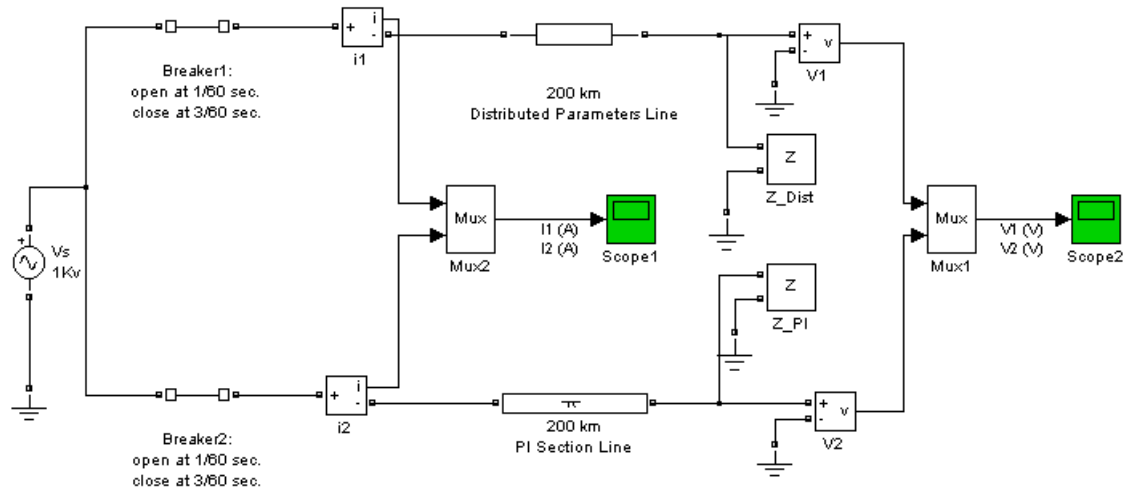 i
+
-
i1
Breaker1:
open at 1/60 sec.
close at 3/60 sec.
200 km
Distributed Parameters Line
+
-
v
V1
Z
Z_Dist
Mux
Mux2
I1 (A)
I2 (A)
Scope1
Mux
Mux1
V1 (V)
V2 (V)
Scope2
+
Vs
1Kv
Z
Z_PI
i
+
-
i2
200 km
PI Section Line
+
-
v
V2
Breaker2:
open at 1/60 sec.
close at 3/60 sec.